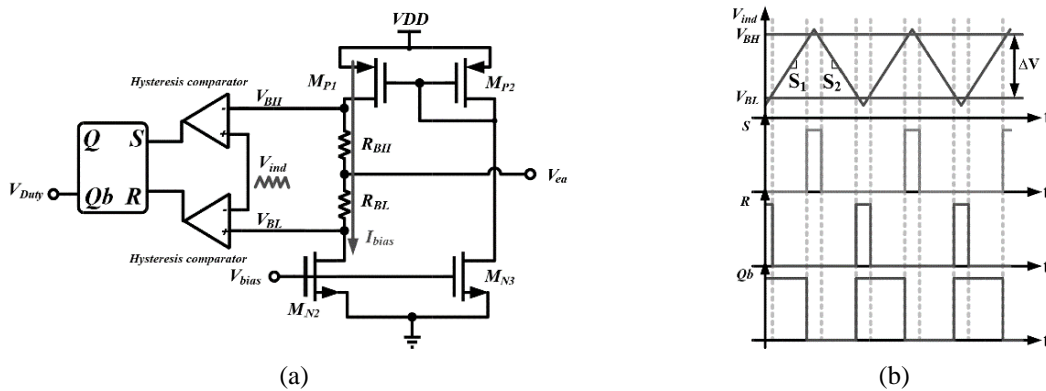 VDD
M_P1
M_P2
Hysteresis comparator
V_BH
Q
S
Qb
R
V_Duty
V_ind
R_BH
R_BL
V_ea
V_BL
I_bias
Hysteresis comparator
V_bias
M_N2
M_N3
(a)
V_ind
V_BH
S_1
S_2
ΔV
V_BL
t
S
t
R
t
Qb
t
(b)